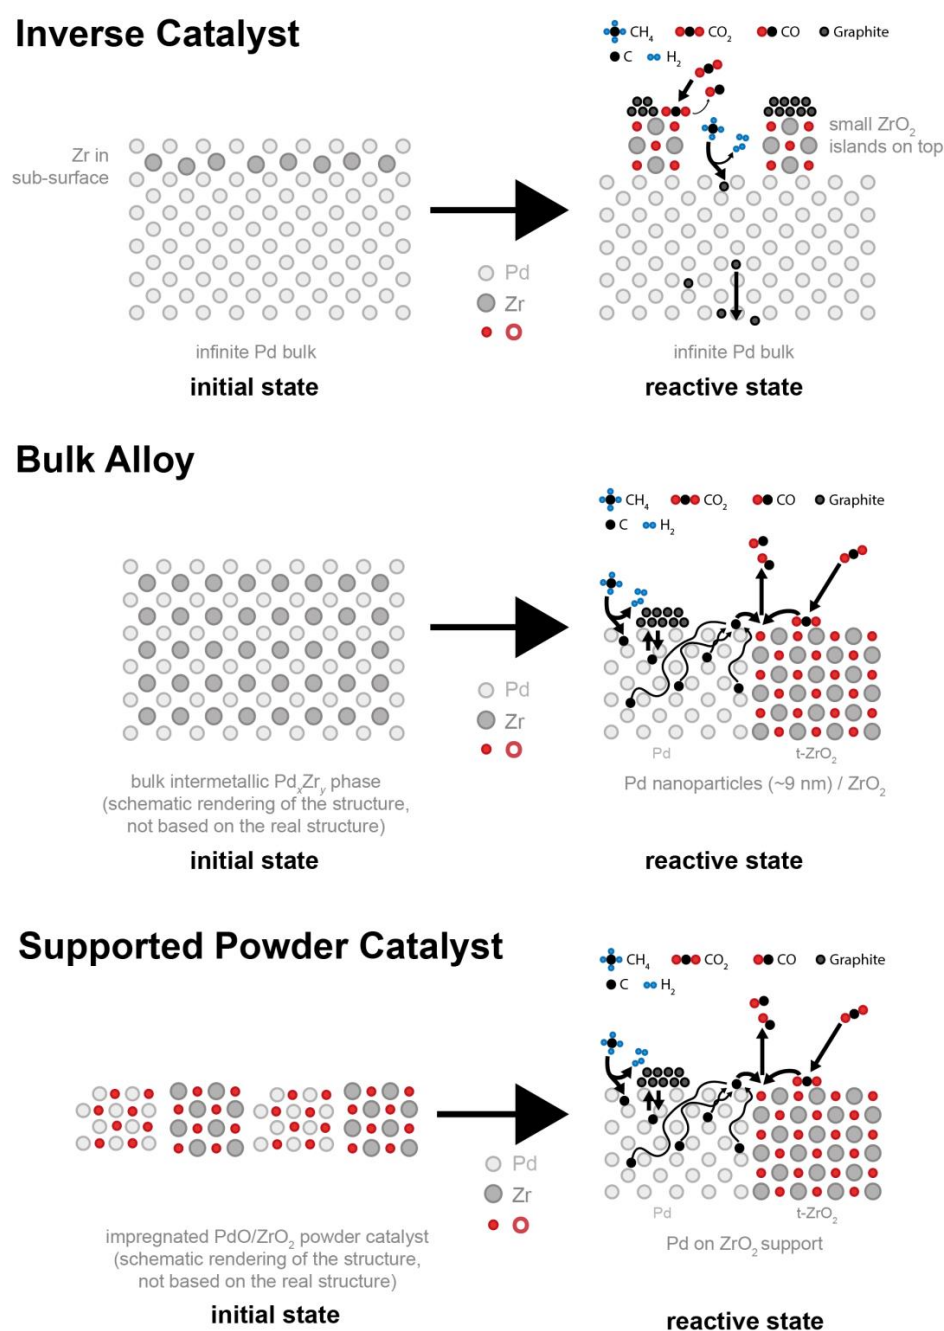 Inverse Catalyst
CH4 CO2 CO Graphite
C H2
Zr in
sub-surface
small ZrO2
islands on top
Pd
Zr
O
infinite Pd bulk
initial state
infinite Pd bulk
reactive state
Bulk Alloy
CH4 CO2 CO Graphite
C H2
Pd
Zr
O
Pd t-ZrO2
bulk intermetallic PdxZry phase
(schematic rendering of the structure,
not based on the real structure)
initial state
Pd nanoparticles (~9 nm) / ZrO2
reactive state
Supported Powder Catalyst
CH4 CO2 CO Graphite
C H2
Pd
Zr
O
Pd t-ZrO2
impregnated PdO/ZrO2 powder catalyst
(schematic rendering of the structure,
not based on the real structure)
initial state
Pd on ZrO2 support
reactive state